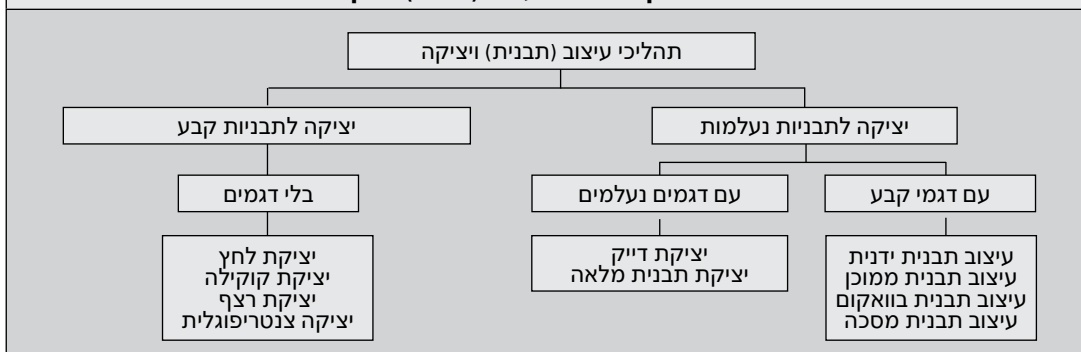 תהליכי עיצוב (תבנית) ויציקה
יציקה לתבניות נעלמות
יציקה לתבניות קבע
עם דגמי קבע
עם דגמים נעלמים
בלי דגמים
עיצוב תבנית ידנית
עיצוב תבנית ממוכן
עיצוב תבנית בוואקום
עיצוב תבנית מסכה
יציקת דייק
יציקת תבנית מלאה
יציקת לחץ
יציקת קוקילה
יציקת רצף
יציקה צנטריפוגלית